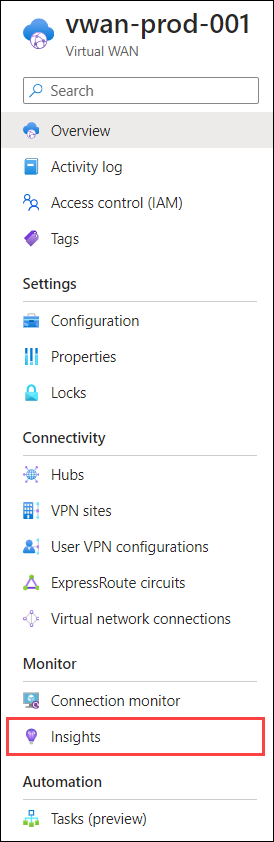 vwan-prod-001
Virtual WAN
Search
Overview
Activity log
Access control (IAM)
Tags
Settings
Configuration
Properties
Locks
Connectivity
Hubs
VPN sites
User VPN configurations
ExpressRoute circuits
Virtual network connections
Monitor
Connection monitor
Insights
Automation
Tasks (preview)